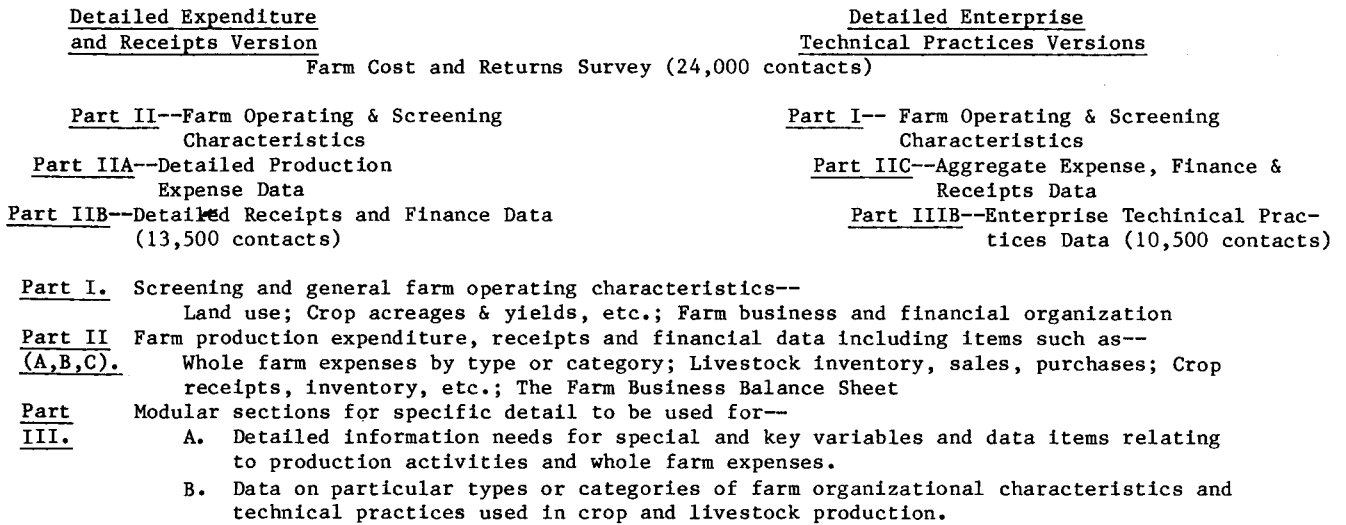 Detailed Expenditure Detailed Enterprise
and Receipts Version Technical Practices Versions
Farm Cost and Returns Survey (24,000 contacts)
Part II--Farm Operating & Screening Part I-- Farm Operating & Screening
Characteristics Characteristics
Part IIA--Detailed Production Part IIC--Aggregate Expense, Finance &
Expense Data Receipts Data
Part IIB--Detailed Receipts and Finance Data Part IIIB--Enterprise Techinical Prac-
(13,500 contacts) tices Data (10,500 contacts)
Part I. Screening and general farm operating characteristics--
Land use; Crop acreages & yields, etc.; Farm business and financial organization
Part II Farm production expenditure, receipts and financial data including items such as--
(A,B,C). Whole farm expenses by type or category; Livestock inventory, sales, purchases; Crop
receipts, inventory, etc.; The Farm Business Balance Sheet
Part Modular sections for specific detail to be used for--
III. A. Detailed information needs for special and key variables and data items relating
to production activities and whole farm expenses.
B. Data on particular types or categories of farm organizational characteristics and
technical practices used in crop and livestock production.